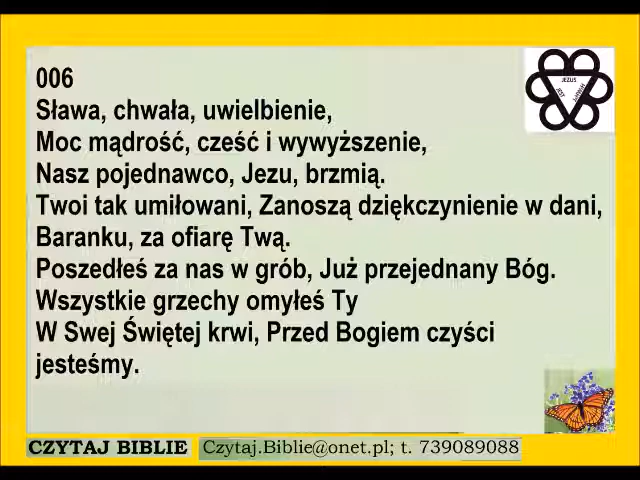 006
Sława, chwała, uwielbienie,
Moc mądrość, cześć i wywyższenie,
Nasz pojednawco, Jezu, brzmią.
Twoi tak umiłowani, Zanoszą dziękczynienie w dani,
Baranku, za ofiarę Twą.
Poszedłeś za nas w grób, Już przejednany Bóg.
Wszystkie grzechy omyłeś Ty
W Swej Świętej krwi, Przed Bogiem czyści
jesteśmy.
JEZUS
JEST
CZYTAJ BIBLIE Czytaj.Biblie@onet.pl; t. 739089088